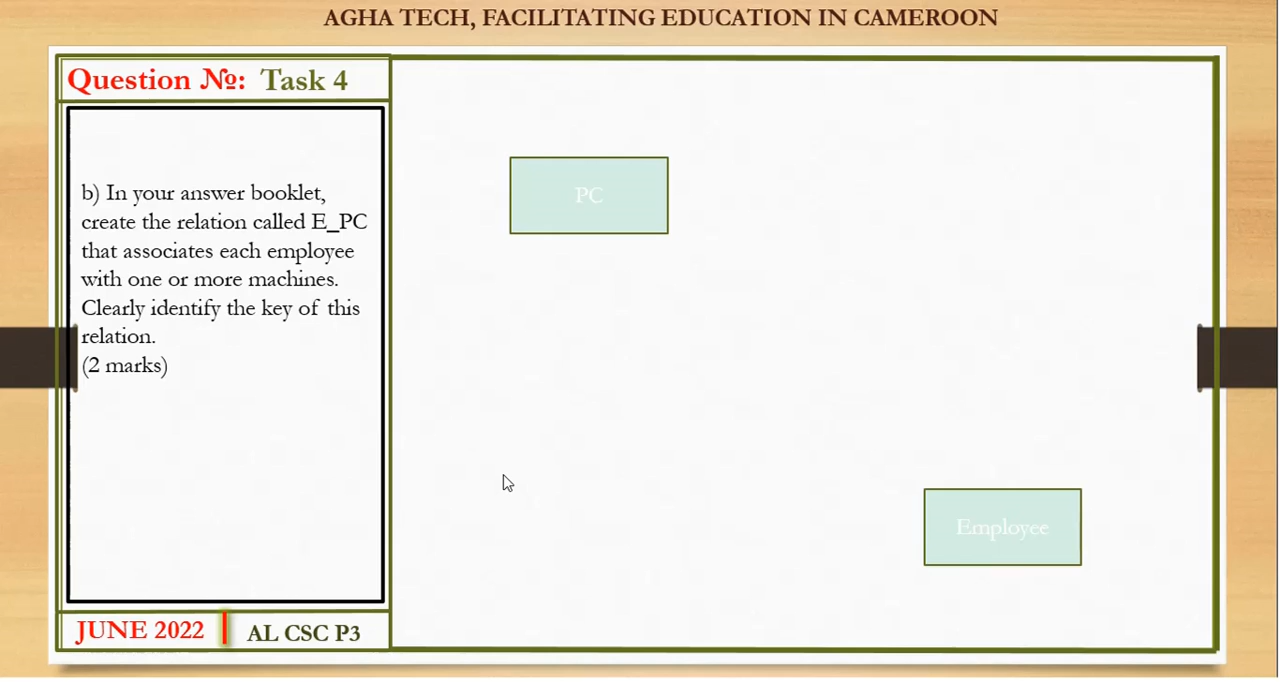 AGHA TECH, FACILITATING EDUCATION IN CAMEROON
Question №: Task 4
b) In your answer booklet,
create the relation called E_PC
that associates each employee
with one or more machines.
Clearly identify the key of this
relation.
(2 marks)
PC
Employee
JUNE 2022 AL CSC P3